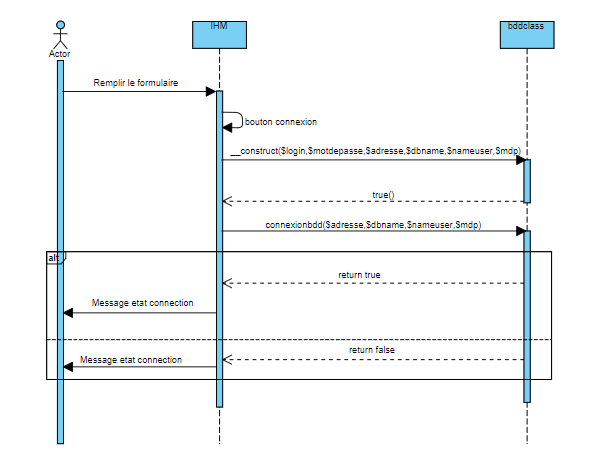 IHM
bddclass
Actor
Remplir le formulaire
bouton connexion
__construct($login,$motdepasse,$adresse,$dbname,$nameuser,$mdp)
true()
connexionbdd($adresse,$dbname,$nameuser,$mdp)
alt
return true
Message etat connection
return false
Message etat connection